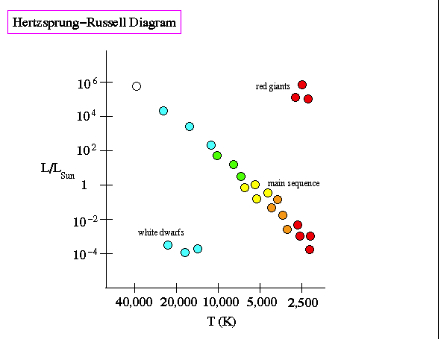 Hertzsprung–Russell Diagram
10^6
red giants
10^4
10^2
L/L_Sun
1
main sequence
10^-2
white dwarfs
10^-4
40,000 20,000 10,000 5,000 2,500
T (K)